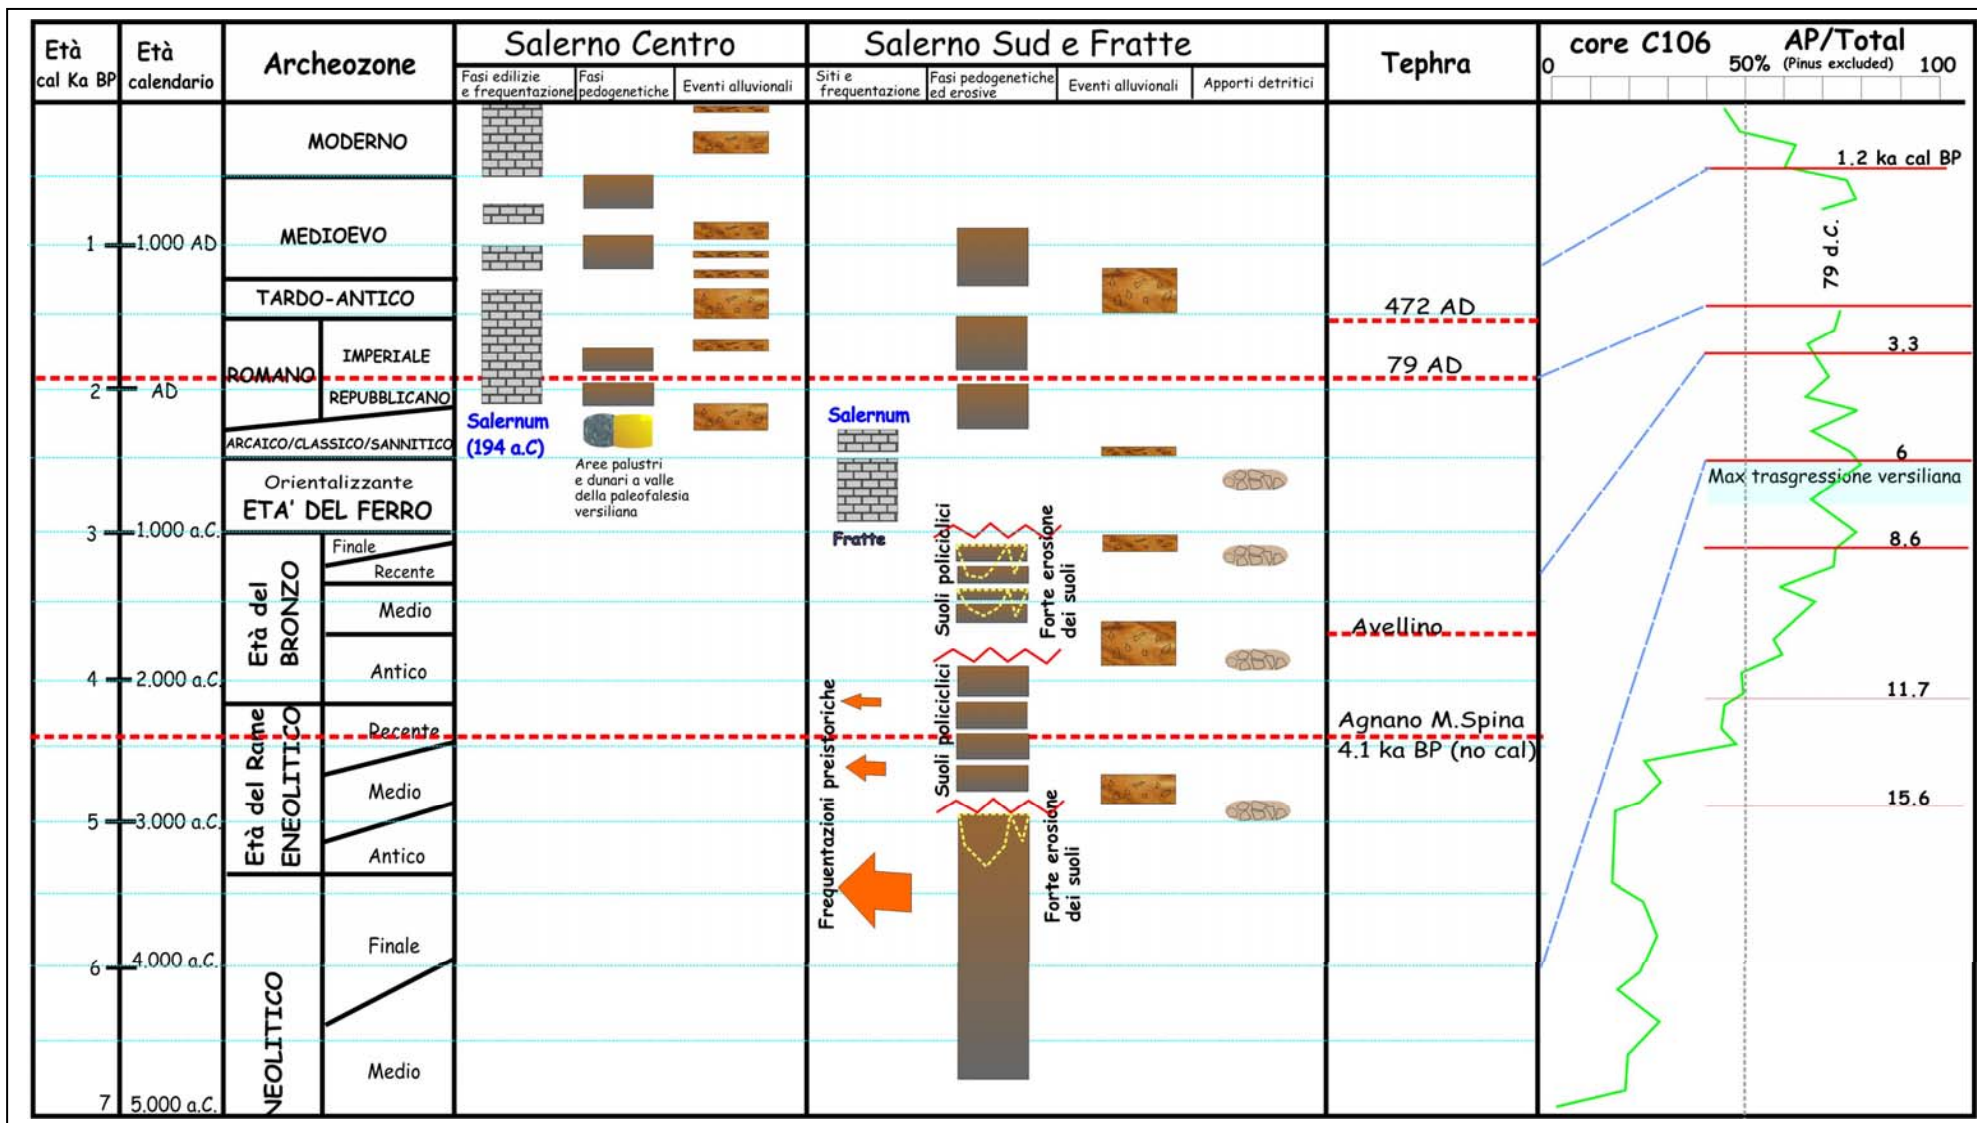 Età
cal Ka BP
Età
calendario
Archeozone
Salerno Centro
Fasi edilizie
e frequentazione
Fasi
pedogenetiche
Eventi alluvionali
Salerno Sud e Fratte
Siti e
frequentazione
Fasi pedogenetiche
ed erosive
Eventi alluvionali
Apporti detritici
Tephra
core C106
AP/Total
0
50%
(Pinus excluded)
100
MODERNO
1.2 ka cal BP
MEDIOEVO
1
1.000 AD
79 d.C.
TARDO-ANTICO
472 AD
ROMANO
IMPERIALE
REPUBBLICANO
79 AD
3.3
2
AD
Salernum
(194 a.C)
Salernum
ARCAICO/CLASSICO/SANNITICO
Aree palustri
e dunari a valle
della paleofalesia
versiliana
6
Max trasgressione versiliana
Orientalizzante
ETA' DEL FERRO
3
1.000 a.C.
Fratte
8.6
Età del
BRONZO
Finale
Recente
Medio
Antico
Suoli policiclici
Forte erosione
dei suoli
Avellino
4
2.000 a.C.
11.7
Età del Rame
ENEOLITICO
Recente
Medio
Antico
Frequentazioni preistoriche
Suoli policiclici
Agnano M.Spina
4.1 ka BP (no cal)
15.6
5
3.000 a.C.
Forte erosione
dei suoli
NEOLITICO
Finale
6
4.000 a.C.
Medio
7
5.000 a.C.